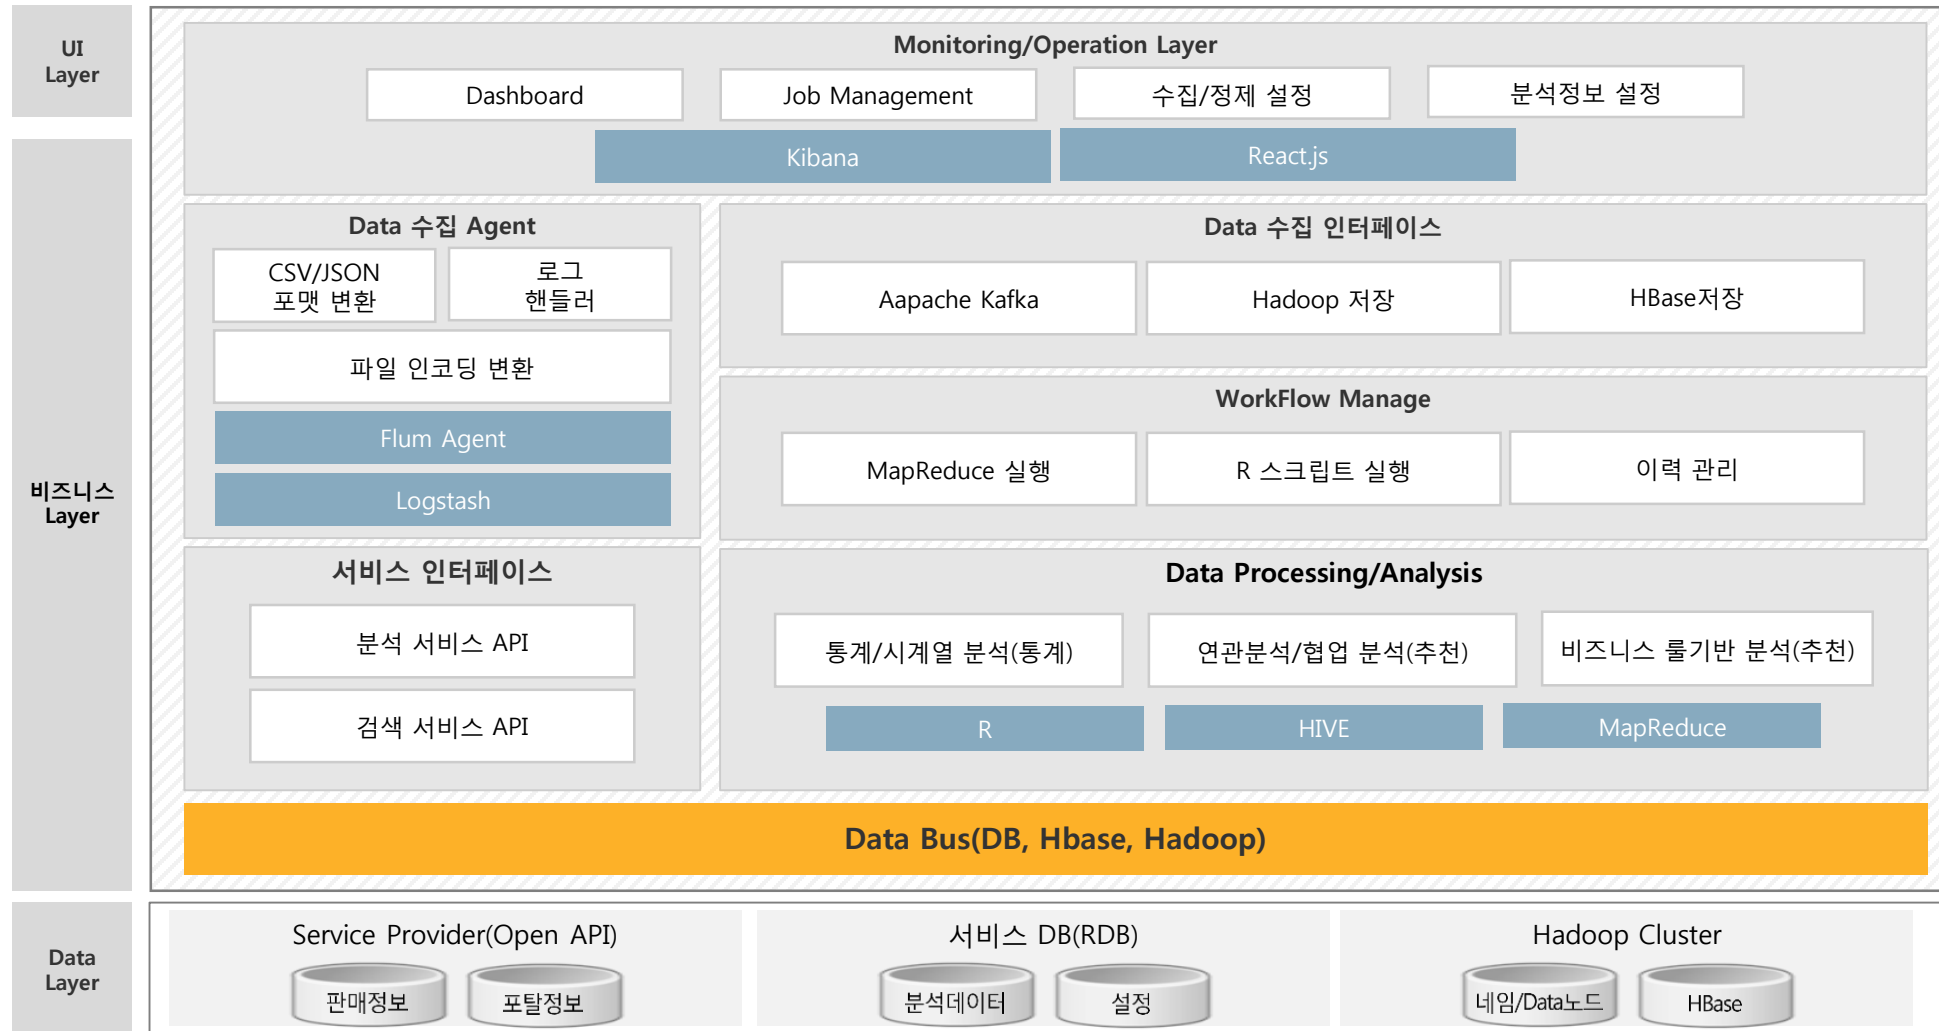 UI
Layer
Monitoring/Operation Layer
Dashboard
Job Management
수집/정제 설정
분석정보 설정
Kibana
React.js
비즈니스
Layer
Data 수집 Agent
CSV/JSON
포맷 변환
로그
핸들러
파일 인코딩 변환
Flum Agent
Logstash
Data 수집 인터페이스
Aapache Kafka
Hadoop 저장
HBase저장
WorkFlow Manage
MapReduce 실행
R 스크립트 실행
이력 관리
서비스 인터페이스
분석 서비스 API
검색 서비스 API
Data Processing/Analysis
통계/시계열 분석(통계)
연관분석/협업 분석(추천)
비즈니스 룰기반 분석(추천)
R
HIVE
MapReduce
Data Bus(DB, Hbase, Hadoop)
Data
Layer
Service Provider(Open API)
판매정보
포탈정보
서비스 DB(RDB)
분석데이터
설정
Hadoop Cluster
네임/Data노드
HBase